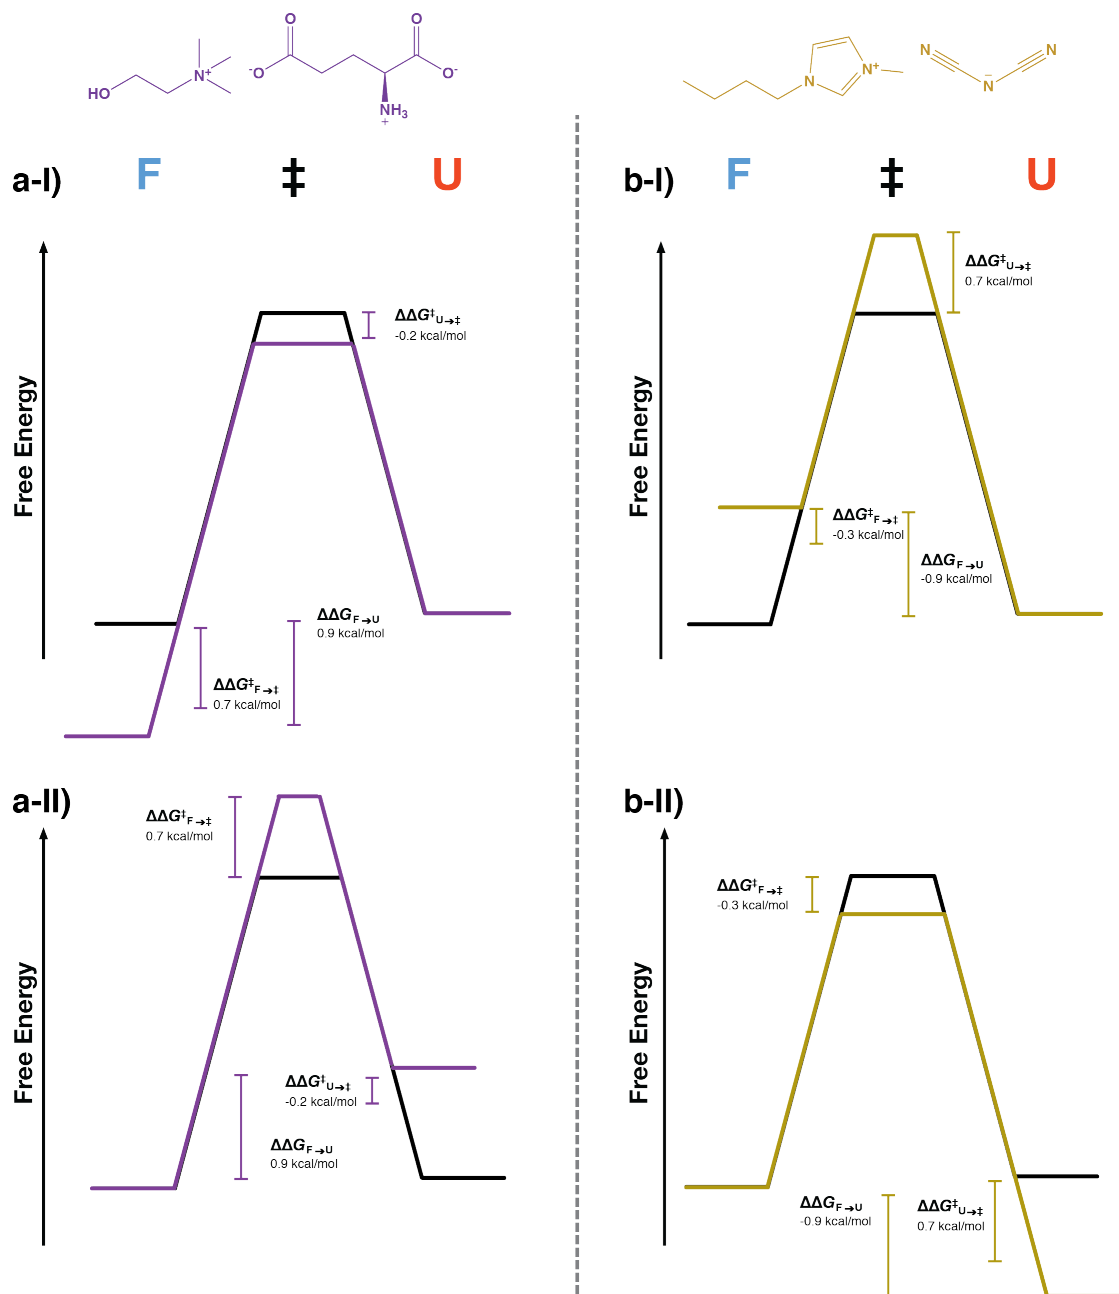 O
O
N
N
N⁺
⁻O
O⁻
HO
N
N⁺
N⁻
NH₃
+
a-I)
F
‡
U
b-I)
F
‡
U
ΔΔG‡U→‡
0.7 kcal/mol
ΔΔG‡U→‡
-0.2 kcal/mol
Free Energy
Free Energy
ΔΔG‡F→‡
-0.3 kcal/mol
ΔΔGF→U
-0.9 kcal/mol
ΔΔGF→U
0.9 kcal/mol
ΔΔG‡F→‡
0.7 kcal/mol
a-II)
b-II)
ΔΔG‡F→‡
0.7 kcal/mol
ΔΔG‡F→‡
-0.3 kcal/mol
Free Energy
Free Energy
ΔΔG‡U→‡
-0.2 kcal/mol
ΔΔGF→U
0.9 kcal/mol
ΔΔGF→U
-0.9 kcal/mol
ΔΔG‡U→‡
0.7 kcal/mol